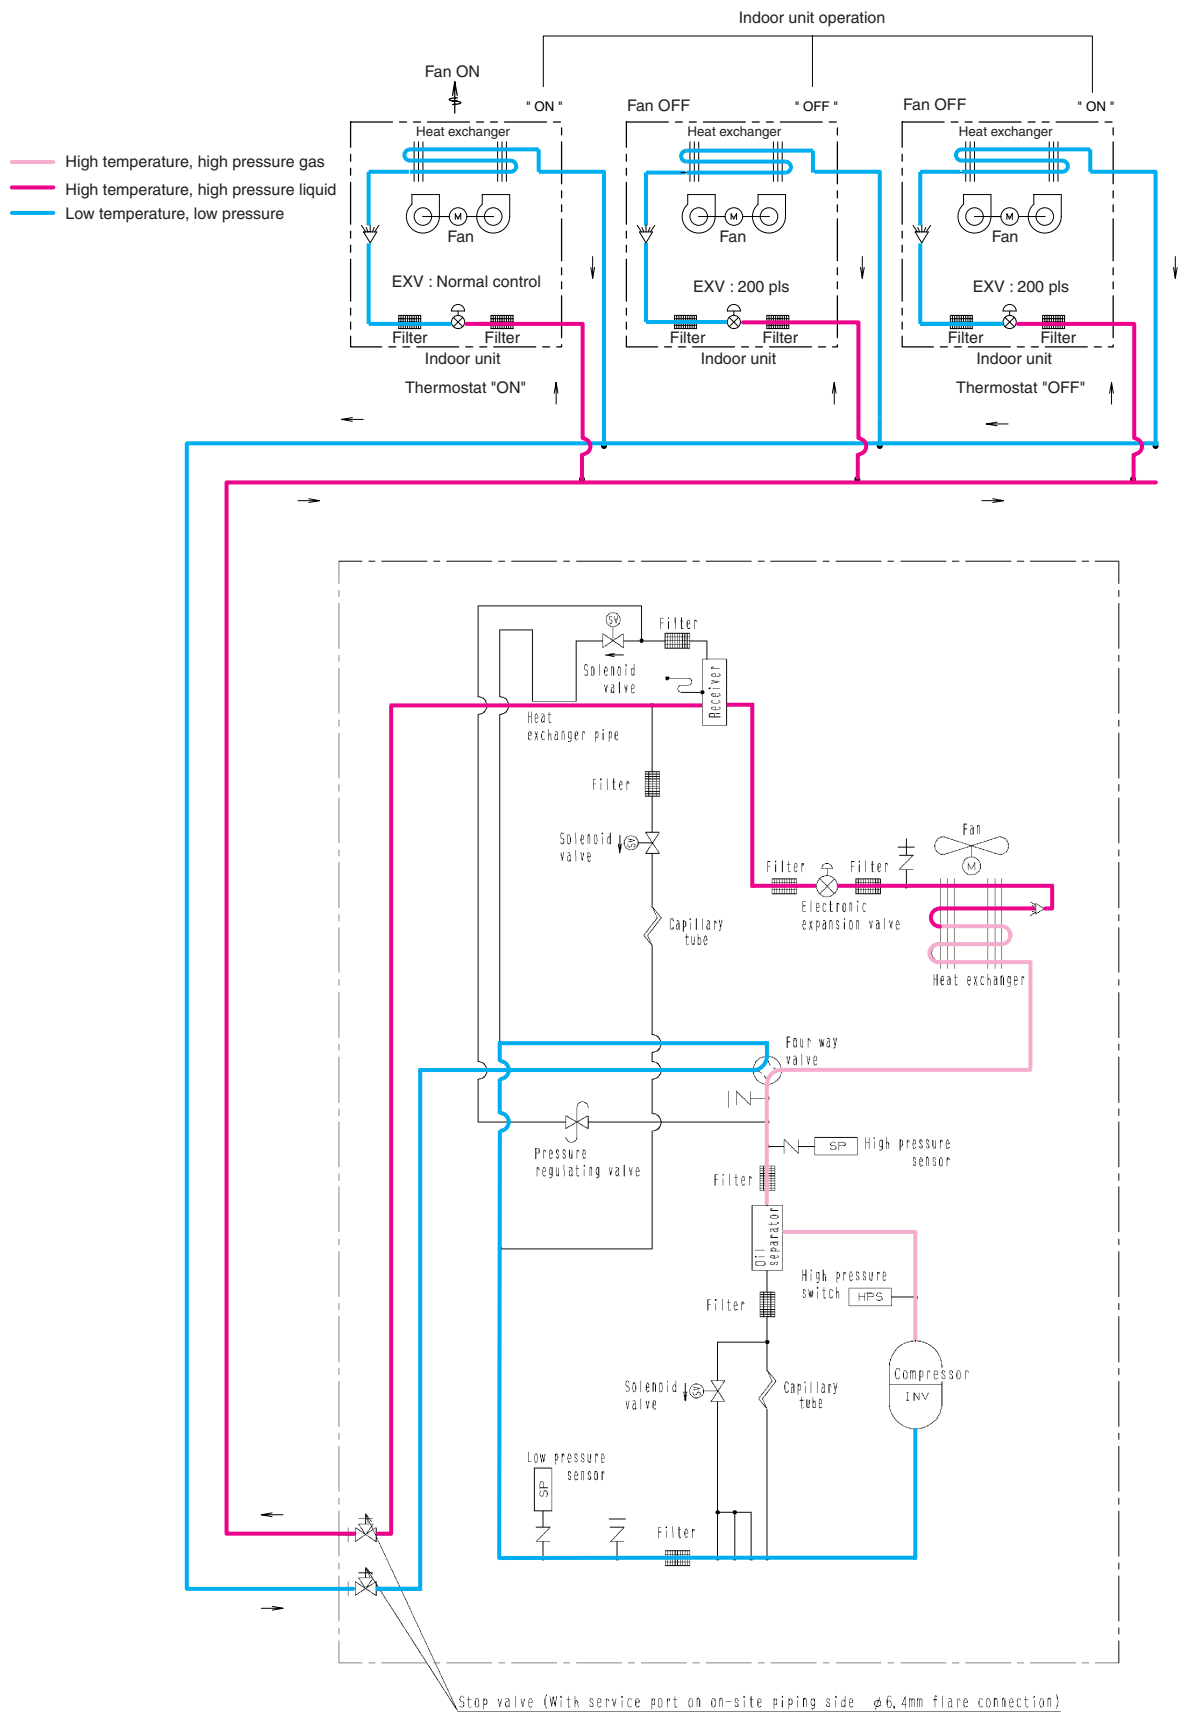 Indoor unit operation
Fan ON
" ON "
Fan OFF
" OFF "
Fan OFF
" ON "
Heat exchanger
Heat exchanger
Heat exchanger
High temperature, high pressure gas
High temperature, high pressure liquid
Low temperature, low pressure
M
M
M
Fan
Fan
Fan
EXV : Normal control
EXV : 200 pls
EXV : 200 pls
Filter
Filter
Filter
Filter
Filter
Filter
Indoor unit
Indoor unit
Indoor unit
Thermostat "ON"
Thermostat "OFF"
SV
Filter
Solenoid
valve
Receiver
Heat
exchanger pipe
Filter
Solenoid
valve
SV
Fan
M
Filter
Filter
Electronic
expansion valve
Capillary
tube
Heat exchanger
Four way
valve
Pressure
regulating valve
SP
High pressure
sensor
Filter
Oil
separator
High pressure
switch
HPS
Filter
Compressor
INV
Solenoid
valve
SV
Capillary
tube
Low pressure
sensor
SP
Filter
Stop valve (With service port on on-site piping side φ6.4mm flare connection)